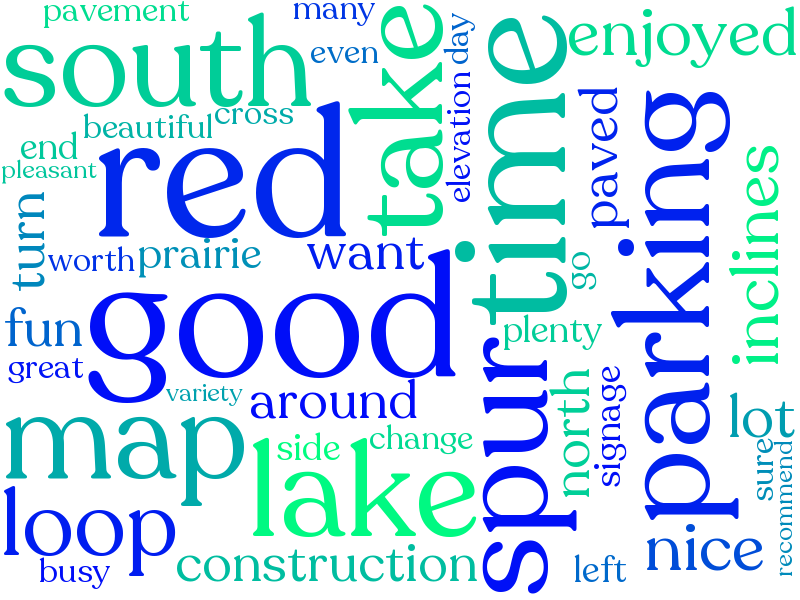 pavement
many
south
even
take
day
elevation
time
enjoyed
red
beautiful
cross
end
pleasant
paved
parking
inclines
turn
worth
prairie
want
go
good
fun
great
plenty
spur
variety
around
north
signage
lot
map
side
change
lake
sure
recommend
loop
busy
construction
left
nice